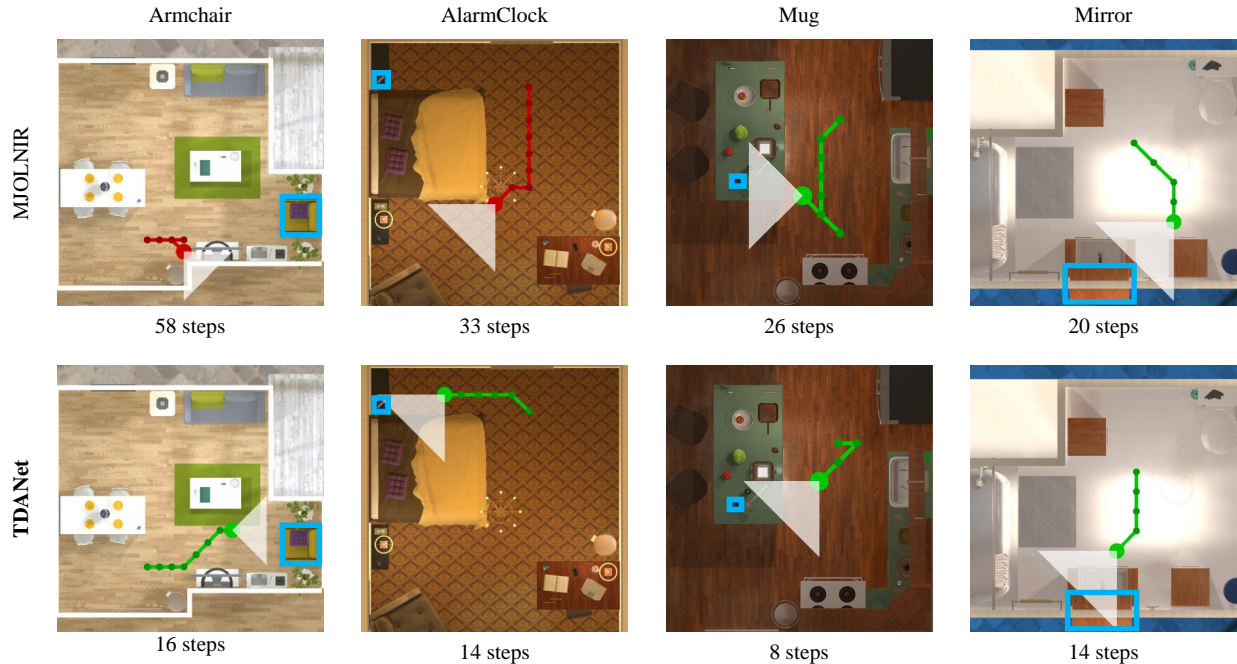 Armchair AlarmClock Mug Mirror
MJOLNIR
58 steps 33 steps 26 steps 20 steps
TDANet
16 steps 14 steps 8 steps 14 steps